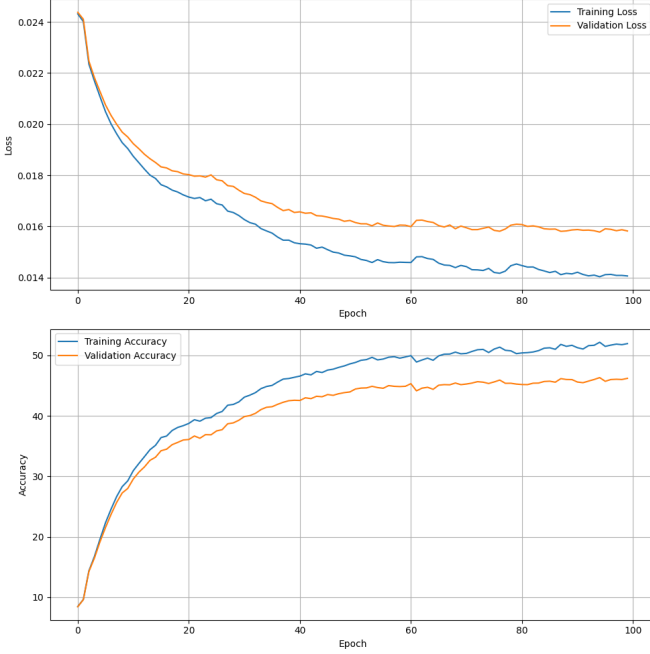 0.024
0.022
0.020
0.018
0.016
0.014
Loss
Training Loss
Validation Loss
0
20
40
60
80
100
Epoch
Training Accuracy
Validation Accuracy
50
40
30
20
10
Accuracy
0
20
40
60
80
100
Epoch